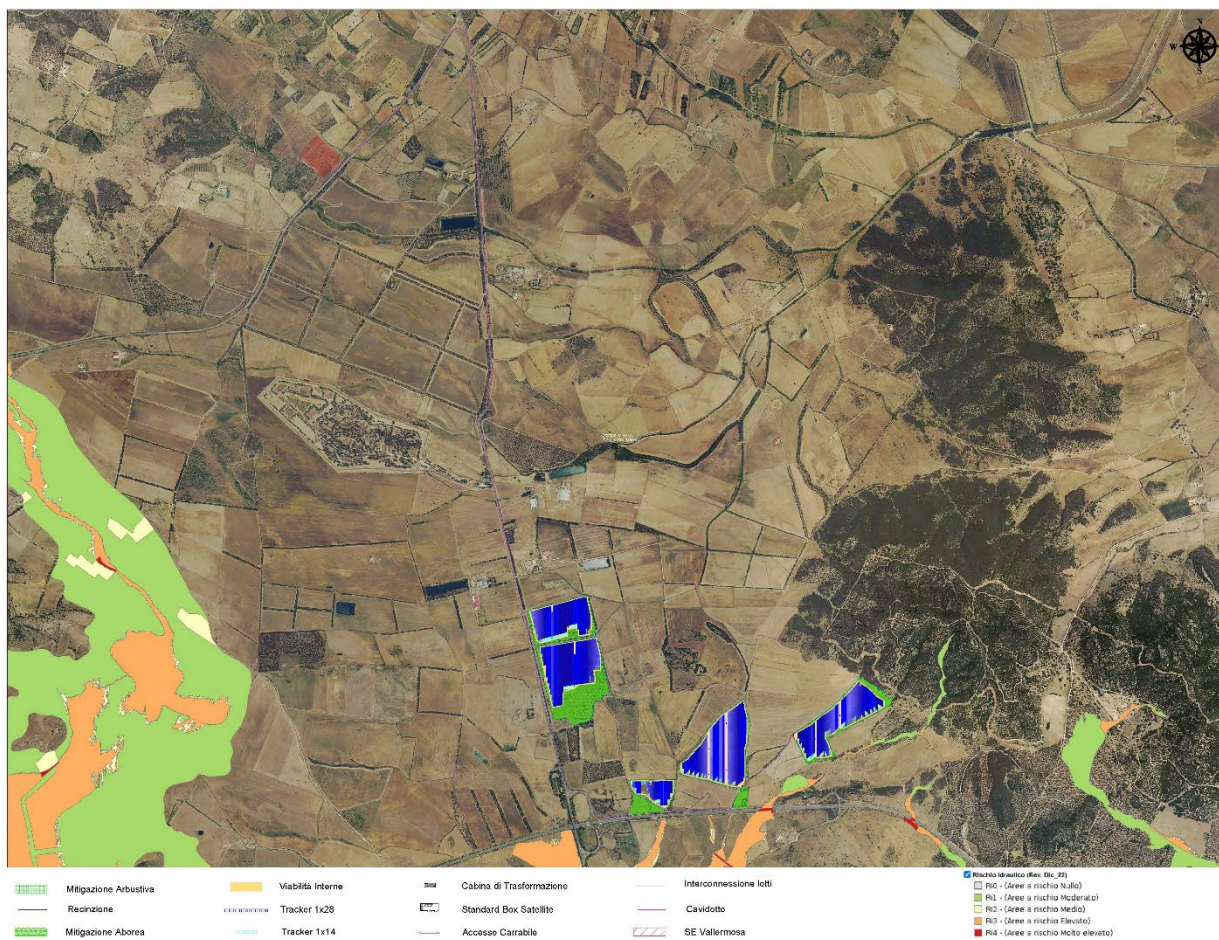 N
W
S
Mitigazione Arbustiva
Viabilità Interne
Cabina di Trasformazione
Interconnessione lotti
Recinzione
Tracker 1x28
Standard Box Satellite
Cavidotto
Mitigazione Aborea
Tracker 1x14
Accesso Carrabile
SE Vallermosa
Rischio Idraulico (Rev. Dic_22)
Ri0 - (Aree a rischio Nullo)
Ri1 - (Aree a rischio Moderato)
Ri2 - (Aree a rischio Medio)
Ri3 - (Aree a rischio Elevato)
Ri4 - (Aree a rischio Molto elevato)